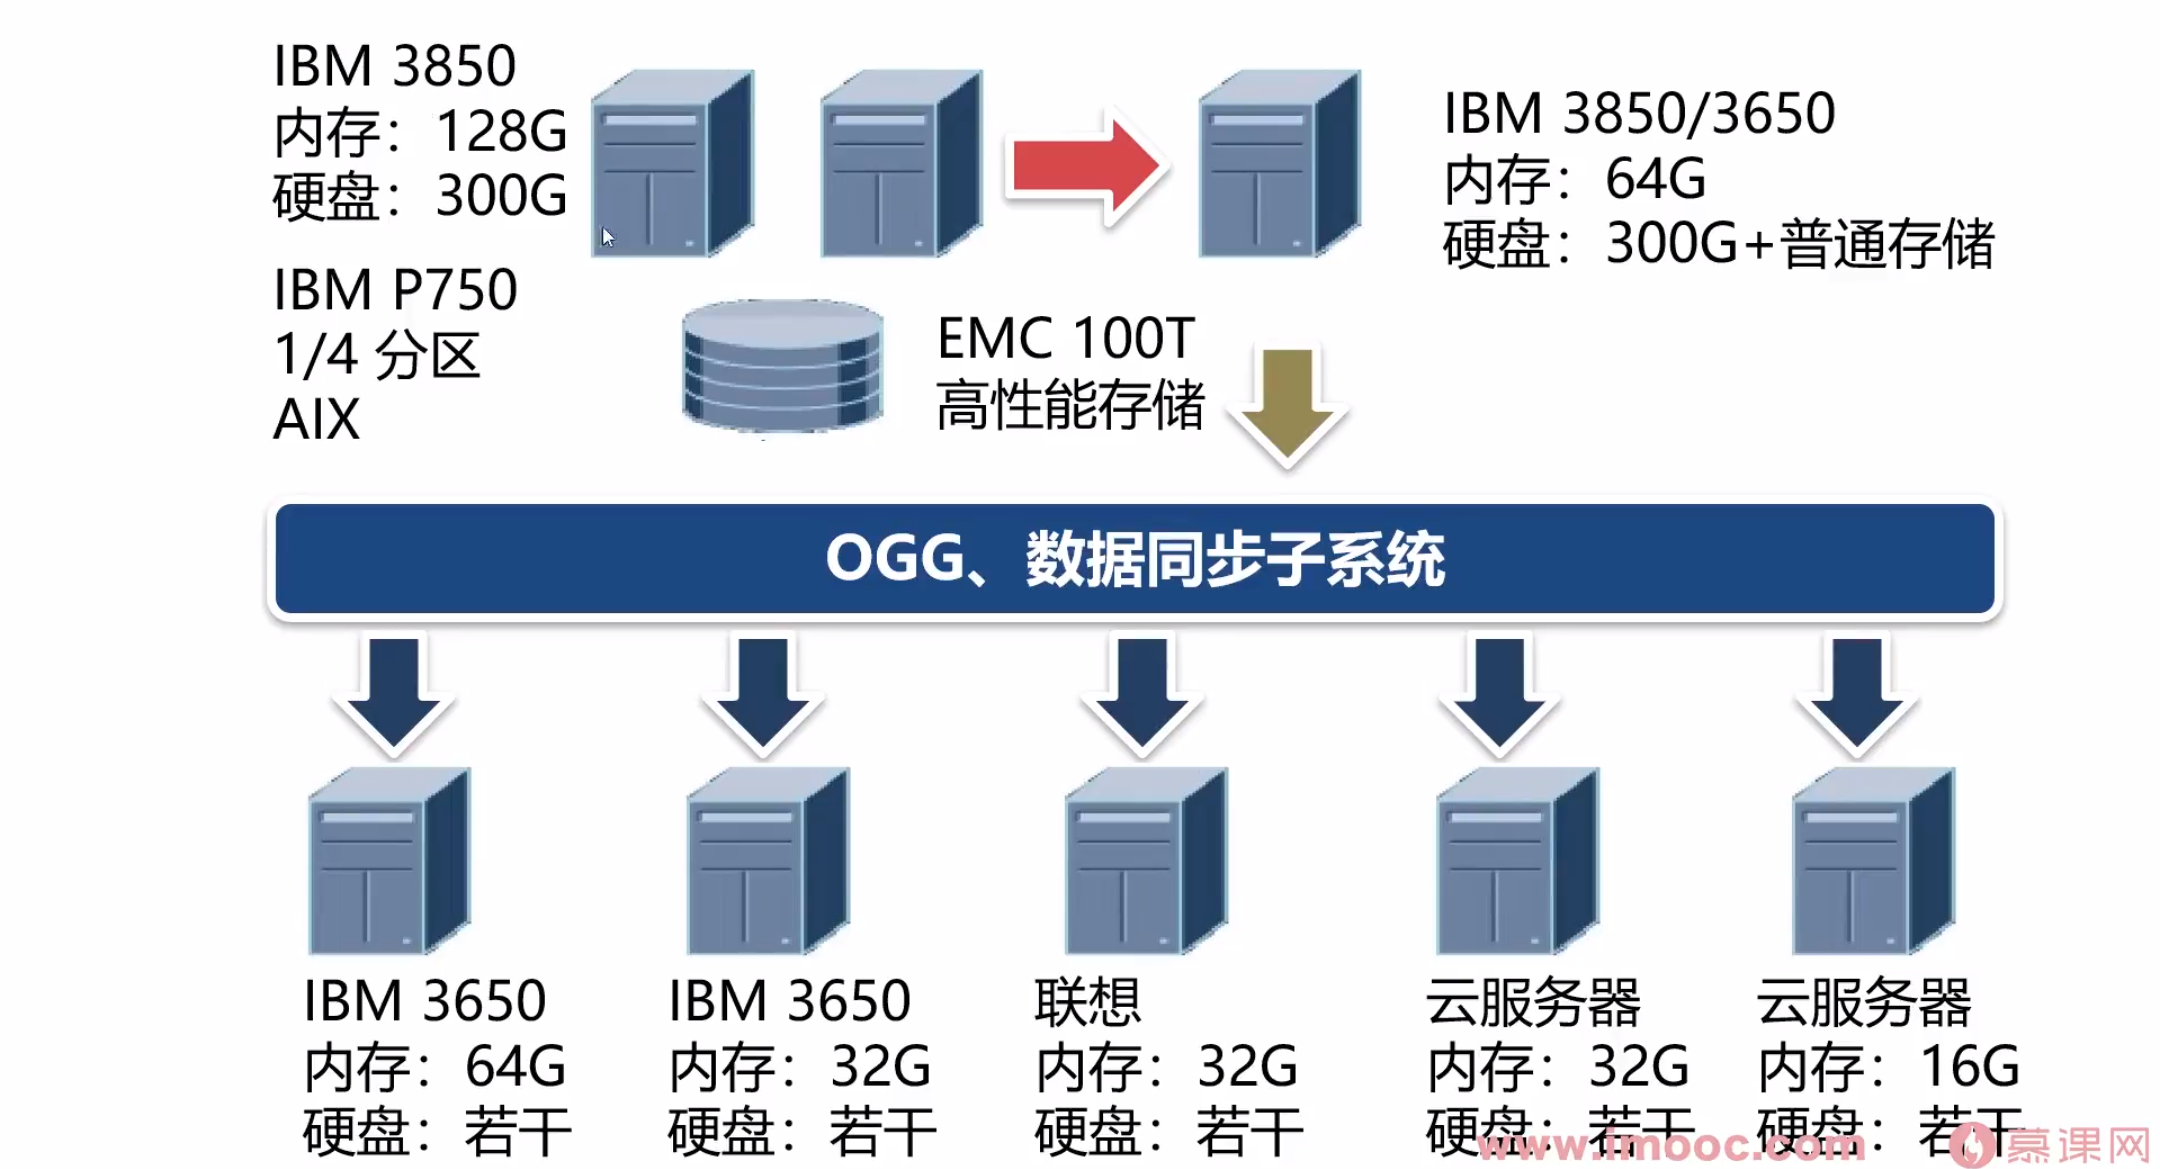 IBM 3850
内存：128G
硬盘：300G
IBM P750
1/4 分区
AIX
EMC 100T
高性能存储
IBM 3850/3650
内存：64G
硬盘：300G+普通存储
OGG、数据同步子系统
IBM 3650
内存：64G
硬盘：若干
IBM 3650
内存：32G
硬盘：若干
联想
内存：32G
硬盘：若干
云服务器
内存：32G
硬盘：若干
云服务器
内存：16G
硬盘：若干
www.imooc.com
慕课网